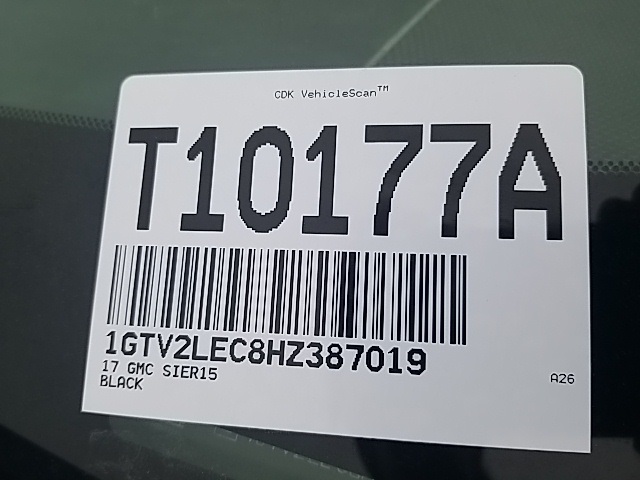 CDK VehicleScan™
T10177A
1GTV2LEC8HZ387019
17 GMC SIER15
BLACK
A26